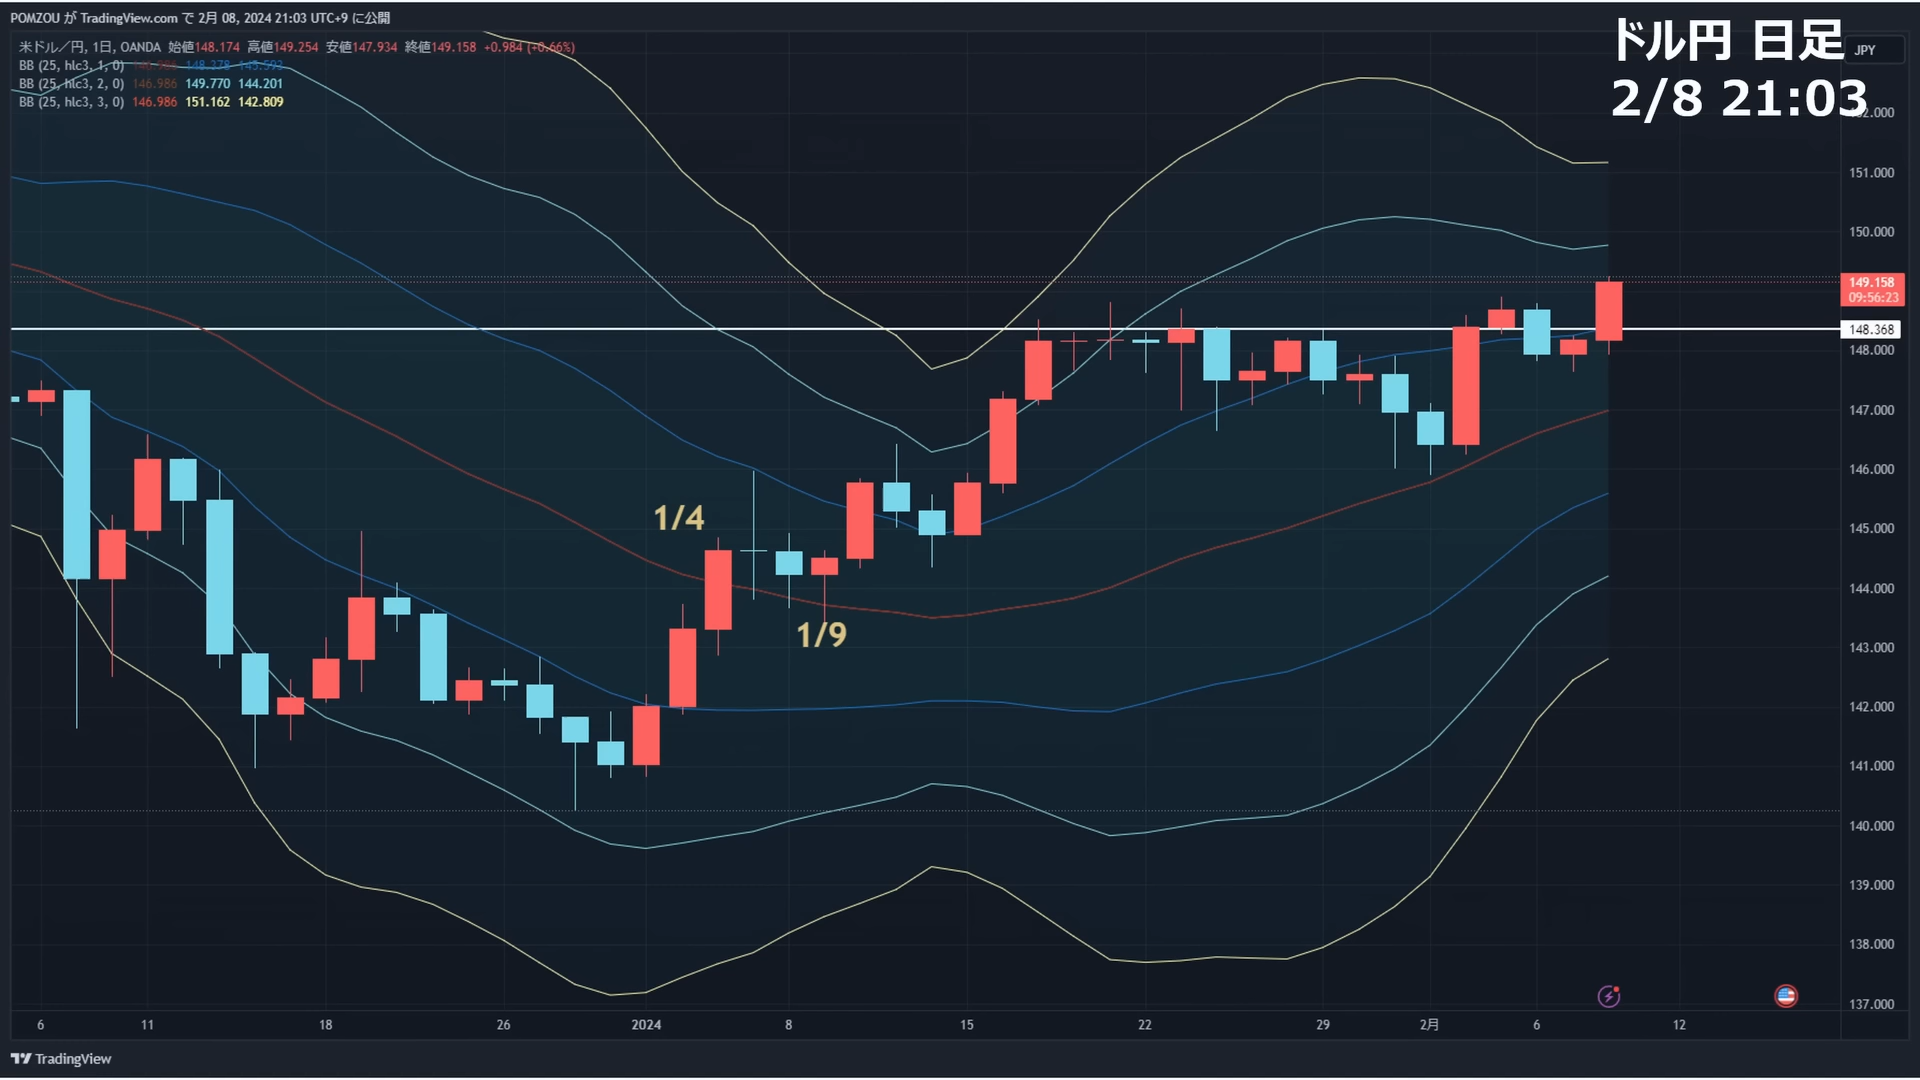 POMZOU が TradingView.com で 2月 08, 2024 21:03 UTC+9 に公開
ドル円 日足
2/8 21:03
米ドル／円, 1日, OANDA 始値148.174 高値149.254 安値147.934 終値149.158 +0.984 (+0.66%)
BB (25, hlc3, 1, 0) 146.986 148.378 145.593
BB (25, hlc3, 2, 0) 146.986 149.770 144.201
BB (25, hlc3, 3, 0) 146.986 151.162 142.809
JPY
151.000
150.000
149.158
09:56:23
148.368
148.000
147.000
146.000
145.000
144.000
143.000
142.000
141.000
140.000
139.000
138.000
137.000
1/4
1/9
6 11 18 26 2024 8 15 22 29 2月 6 12
TradingView